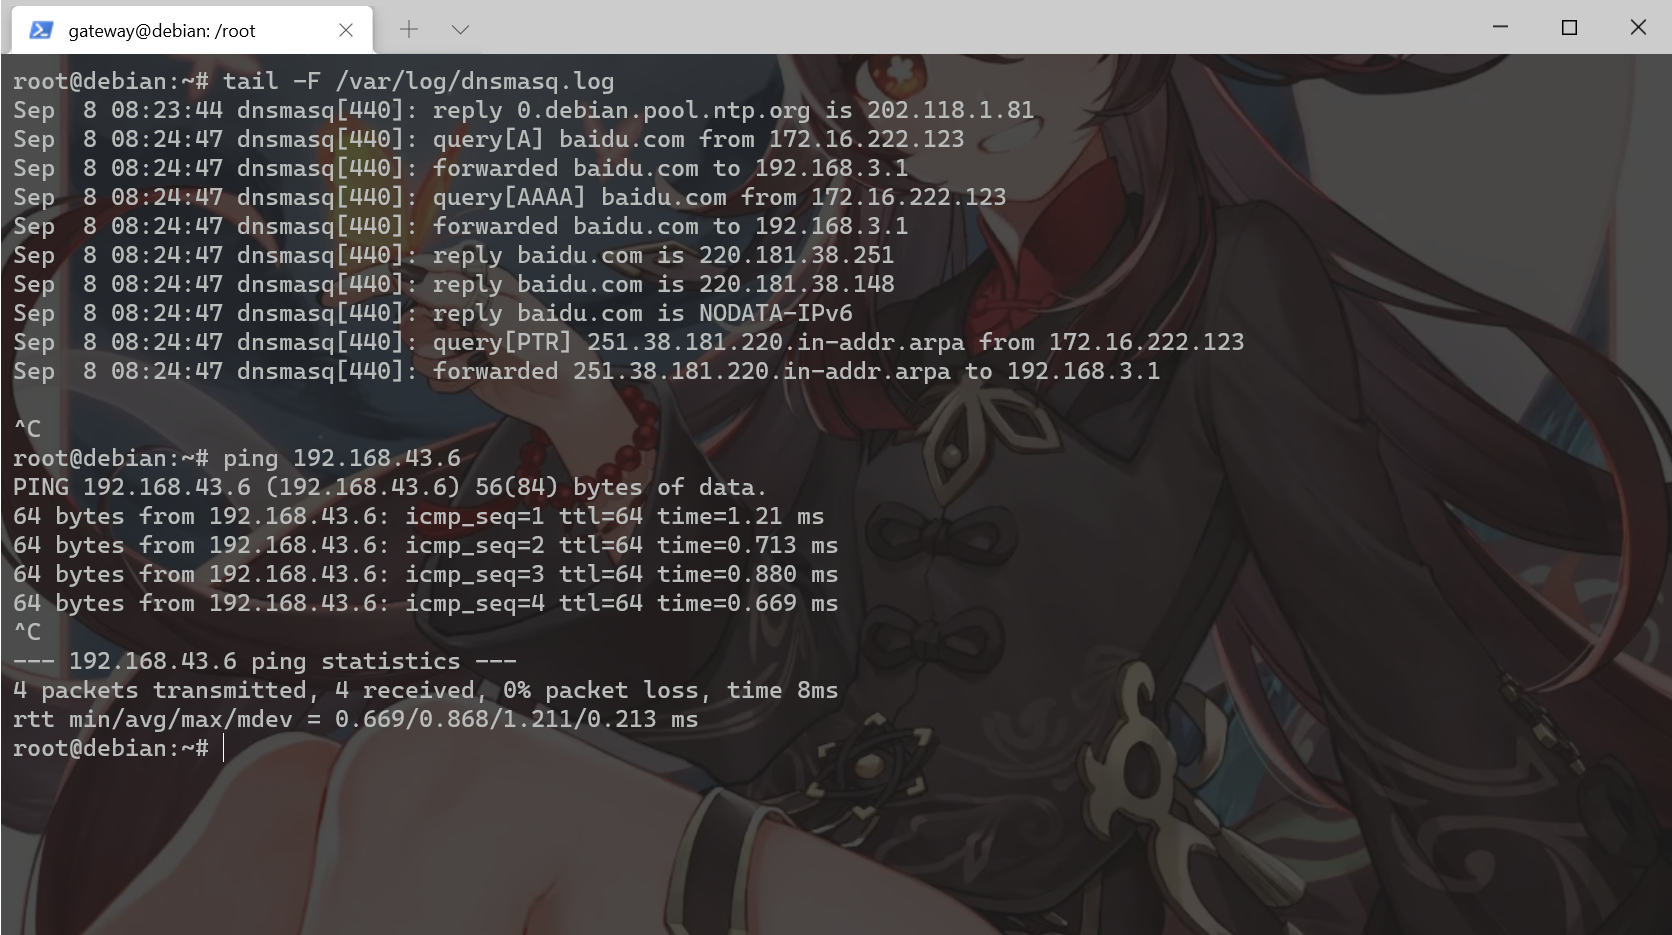 gateway@debian: /root
root@debian:~# tail -F /var/log/dnsmasq.log
Sep  8 08:23:44 dnsmasq[440]: reply 0.debian.pool.ntp.org is 202.118.1.81
Sep  8 08:24:47 dnsmasq[440]: query[A] baidu.com from 172.16.222.123
Sep  8 08:24:47 dnsmasq[440]: forwarded baidu.com to 192.168.3.1
Sep  8 08:24:47 dnsmasq[440]: query[AAAA] baidu.com from 172.16.222.123
Sep  8 08:24:47 dnsmasq[440]: forwarded baidu.com to 192.168.3.1
Sep  8 08:24:47 dnsmasq[440]: reply baidu.com is 220.181.38.251
Sep  8 08:24:47 dnsmasq[440]: reply baidu.com is 220.181.38.148
Sep  8 08:24:47 dnsmasq[440]: reply baidu.com is NODATA-IPv6
Sep  8 08:24:47 dnsmasq[440]: query[PTR] 251.38.181.220.in-addr.arpa from 172.16.222.123
Sep  8 08:24:47 dnsmasq[440]: forwarded 251.38.181.220.in-addr.arpa to 192.168.3.1
^C
root@debian:~# ping 192.168.43.6
PING 192.168.43.6 (192.168.43.6) 56(84) bytes of data.
64 bytes from 192.168.43.6: icmp_seq=1 ttl=64 time=1.21 ms
64 bytes from 192.168.43.6: icmp_seq=2 ttl=64 time=0.713 ms
64 bytes from 192.168.43.6: icmp_seq=3 ttl=64 time=0.880 ms
64 bytes from 192.168.43.6: icmp_seq=4 ttl=64 time=0.669 ms
^C
--- 192.168.43.6 ping statistics ---
4 packets transmitted, 4 received, 0% packet loss, time 8ms
rtt min/avg/max/mdev = 0.669/0.868/1.211/0.213 ms
root@debian:~#